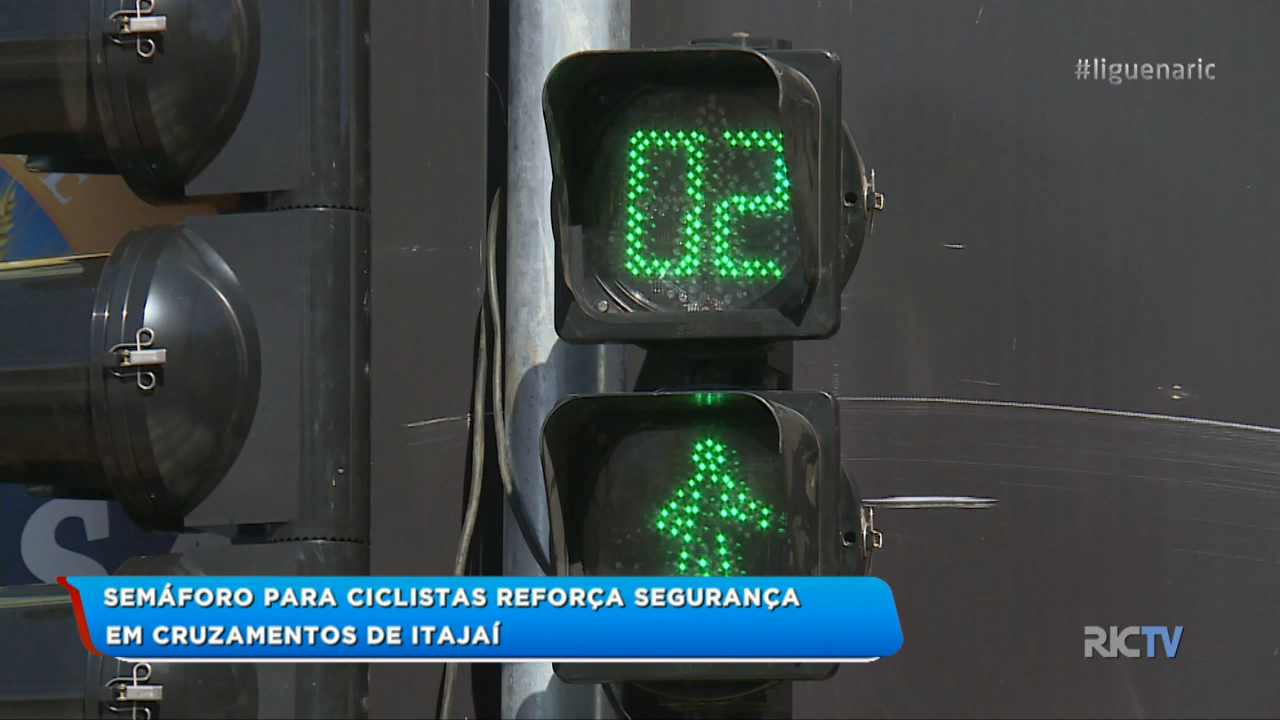 #liguenaric
02
S
SEMÁFORO PARA CICLISTAS REFORÇA SEGURANÇA
EM CRUZAMENTOS DE ITAJAÍ
RICTV